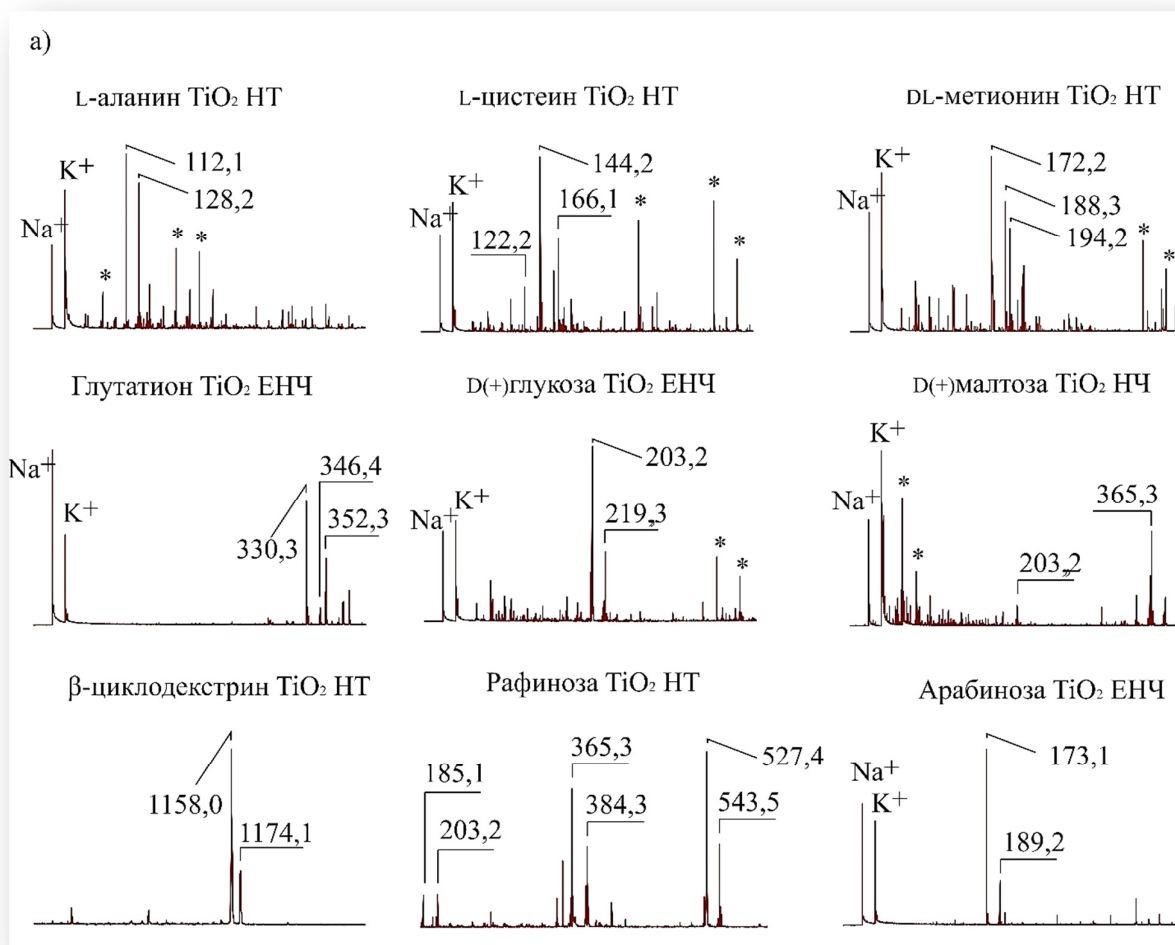 а)
L-аланин TiO₂ НТ
L-цистеин TiO₂ НТ
DL-метионин TiO₂ НТ
Na⁺
K⁺
112,1
128,2
*
*
*
Na⁺
K⁺
122,2
144,2
166,1
*
*
*
Na⁺
K⁺
172,2
188,3
194,2
*
*
Глутатион TiO₂ ЕНЧ
D(+)глюкоза TiO₂ ЕНЧ
D(+)малтоза TiO₂ НЧ
Na⁺
K⁺
330,3
346,4
352,3
Na⁺
K⁺
203,2
219,3
*
*
Na⁺
K⁺
*
*
203,2
365,3
β-циклодекстрин TiO₂ НТ
Рафиноза TiO₂ НТ
Арабиноза TiO₂ ЕНЧ
1158,0
1174,1
185,1
203,2
365,3
384,3
527,4
543,5
Na⁺
K⁺
173,1
189,2